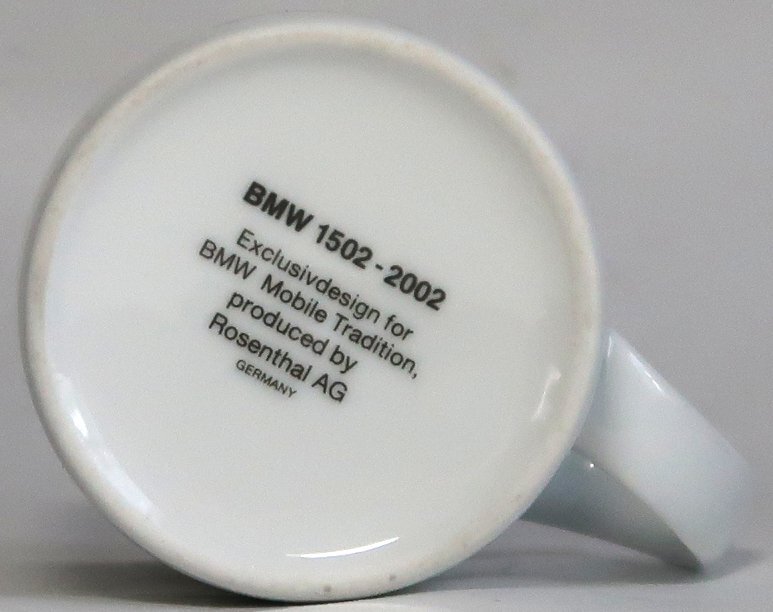 BMW 1502 - 2002
Exclusivdesign for
BMW Mobile Tradition,
produced by
Rosenthal AG
GERMANY